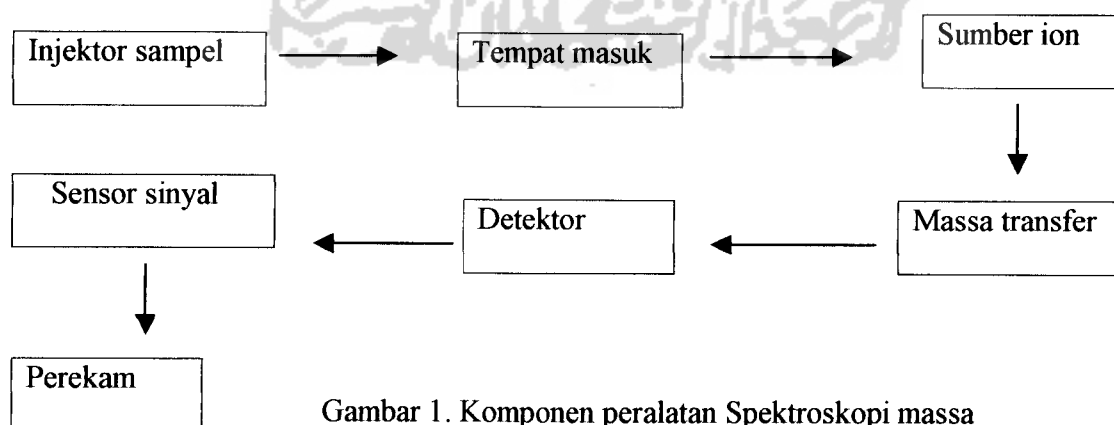 Injektor sampel
Tempat masuk
Sumber ion
Massa transfer
Detektor
Sensor sinyal
Perekam
Gambar 1. Komponen peralatan Spektroskopi massa